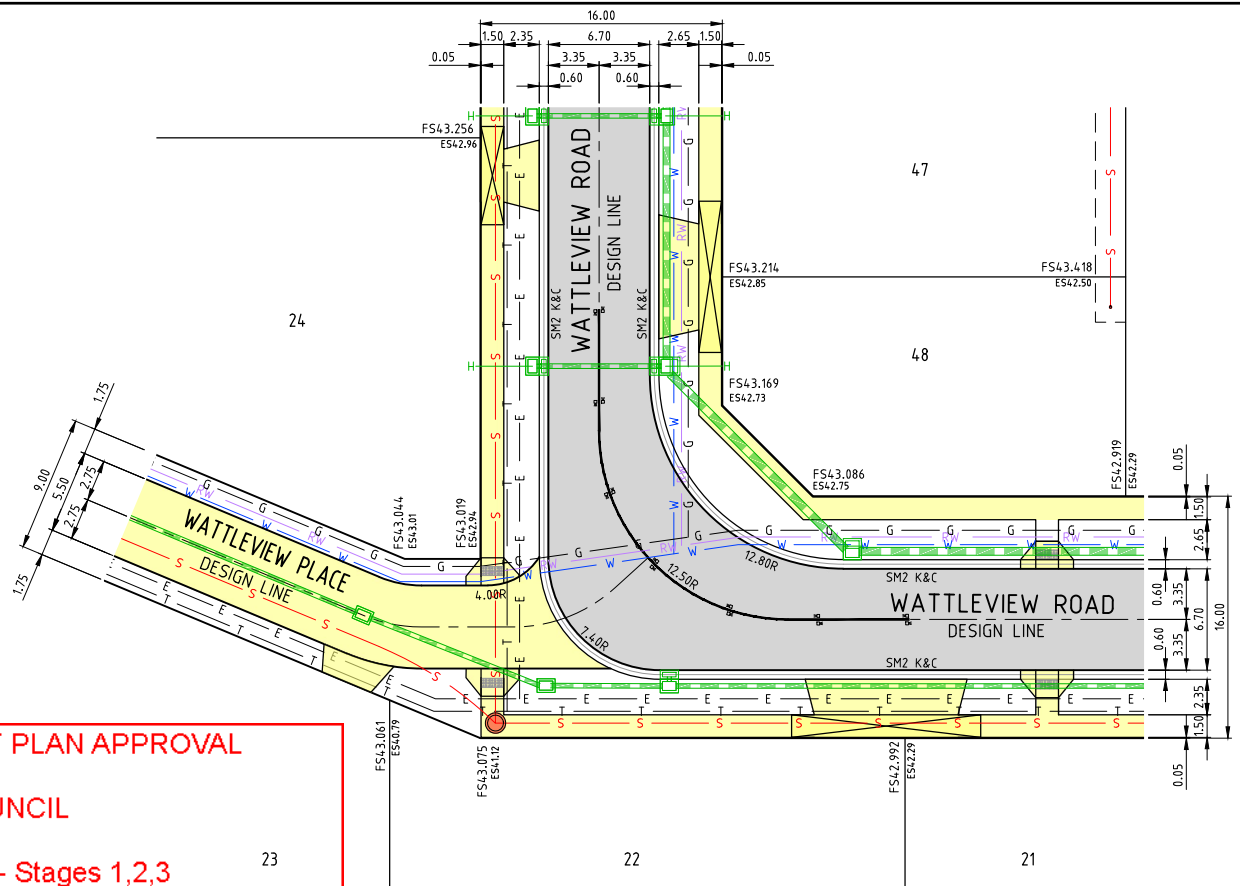 16.00
1.50 2.35 6.70 2.65 1.50
0.05 3.35 3.35 0.05
0.60 0.60
FS43.256
ES42.96
WATTLEVIEW ROAD
DESIGN LINE
SM2 K&C
SM2 K&C
47
FS43.214
ES42.85
FS43.418
ES42.50
24
48
FS43.169
ES42.73
FS43.086
ES42.75
FS42.919
ES42.29
1.75
9.00
5.50
2.75
2.75
1.75
WATTLEVIEW PLACE
DESIGN LINE
FS43.044
ES43.01
FS43.019
ES42.94
4.00R
7.40R
12.50R
12.80R
SM2 K&C
WATTLEVIEW ROAD
DESIGN LINE
SM2 K&C
0.05
1.50
2.65
0.60
3.35
6.70
16.00
0.60
3.35
2.35
1.50
0.05
FS43.061
ES40.79
FS43.075
ES41.12
FS42.992
ES42.29
T PLAN APPROVAL
UNCIL
- Stages 1,2,3
23
22
21
H H
H H
S S S S S S S
E E E E E E E
T T T T T
G G G G G G
W W W W
RW RW RW RW